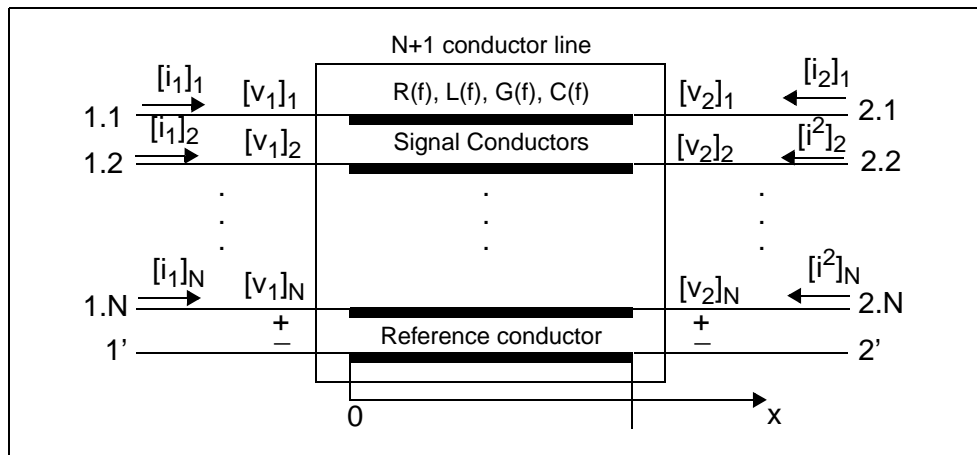 N+1 conductor line
[i₁]₁ [v₁]₁ R(f), L(f), G(f), C(f) [v₂]₁ [i₂]₁
1.1 2.1
[i₁]₂ [v₁]₂ Signal Conductors [v₂]₂ [i²]₂
1.2 2.2
. . .
. . .
. . .
[i₁]N [v₁]N [v₂]N [i²]N
1.N 2.N
+ +
1’ – Reference conductor – 2’
0 x